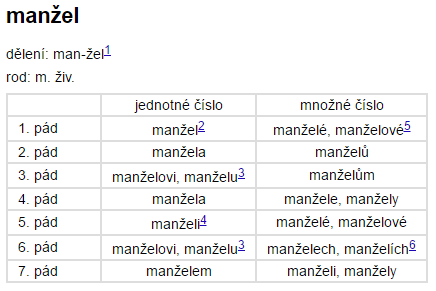 manžel
dělení: man-žel1
rod: m. živ.
jednotné číslo množné číslo
1. pád manžel2 manželé, manželové5
2. pád manžela manželů
3. pád manželovi, manželu3 manželům
4. pád manžela manžele, manžely
5. pád manželi4 manželé, manželové
6. pád manželovi, manželu3 manželech, manželích6
7. pád manželem manželi, manžely